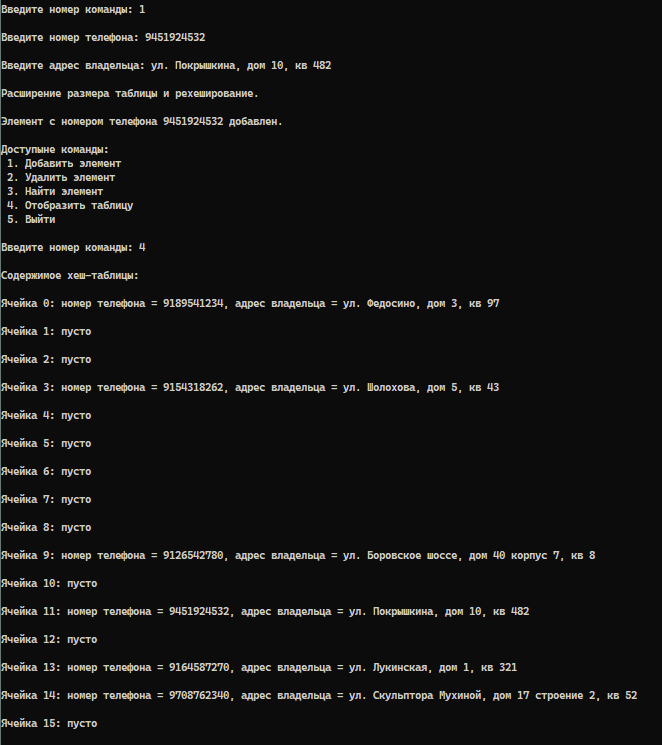 Введите номер команды: 1
Введите номер телефона: 9451924532
Введите адрес владельца: ул. Покрышкина, дом 10, кв 482
Расширение размера таблицы и рехеширование.
Элемент с номером телефона 9451924532 добавлен.
Доступыне команды:
1. Добавить элемент
2. Удалить элемент
3. Найти элемент
4. Отобразить таблицу
5. Выйти
Введите номер команды: 4
Содержимое хеш-таблицы:
Ячейка 0: номер телефона = 9189541234, адрес владельца = ул. Федосино, дом 3, кв 97
Ячейка 1: пусто
Ячейка 2: пусто
Ячейка 3: номер телефона = 9154318262, адрес владельца = ул. Шолохова, дом 5, кв 43
Ячейка 4: пусто
Ячейка 5: пусто
Ячейка 6: пусто
Ячейка 7: пусто
Ячейка 8: пусто
Ячейка 9: номер телефона = 9126542780, адрес владельца = ул. Боровское шоссе, дом 40 корпус 7, кв 8
Ячейка 10: пусто
Ячейка 11: номер телефона = 9451924532, адрес владельца = ул. Покрышкина, дом 10, кв 482
Ячейка 12: пусто
Ячейка 13: номер телефона = 9164587270, адрес владельца = ул. Лукинская, дом 1, кв 321
Ячейка 14: номер телефона = 9708762340, адрес владельца = ул. Скульптора Мухиной, дом 17 строение 2, кв 52
Ячейка 15: пусто